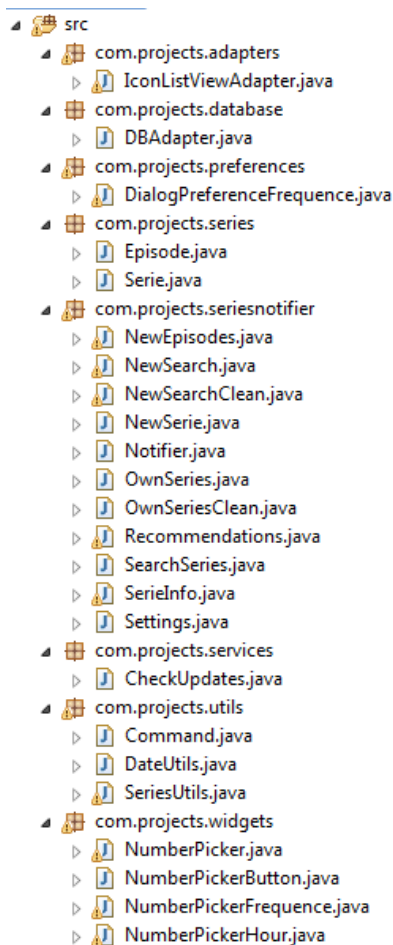 src
com.projects.adapters
IconListViewAdapter.java
com.projects.database
DBAdapter.java
com.projects.preferences
DialogPreferenceFrequence.java
com.projects.series
Episode.java
Serie.java
com.projects.seriesnotifier
NewEpisodes.java
NewSearch.java
NewSearchClean.java
NewSerie.java
Notifier.java
OwnSeries.java
OwnSeriesClean.java
Recommendations.java
SearchSeries.java
SerieInfo.java
Settings.java
com.projects.services
CheckUpdates.java
com.projects.utils
Command.java
DateUtils.java
SeriesUtils.java
com.projects.widgets
NumberPicker.java
NumberPickerButton.java
NumberPickerFrequence.java
NumberPickerHour.java